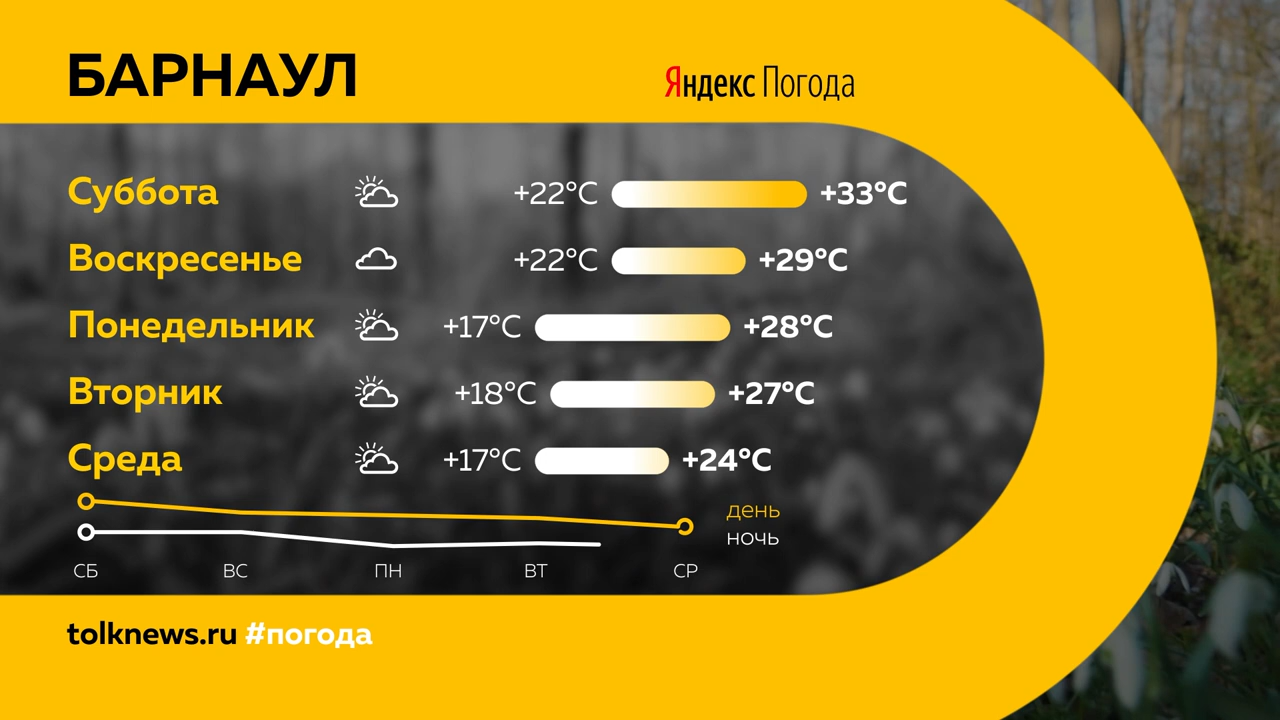 БАРНАУЛ
Яндекс Погода
Суббота +22°C +33°C
Воскресенье +22°C +29°C
Понедельник +17°C +28°C
Вторник +18°C +27°C
Среда +17°C +24°C
день
ночь
СБ ВС ПН ВТ СР
tolknews.ru #погода